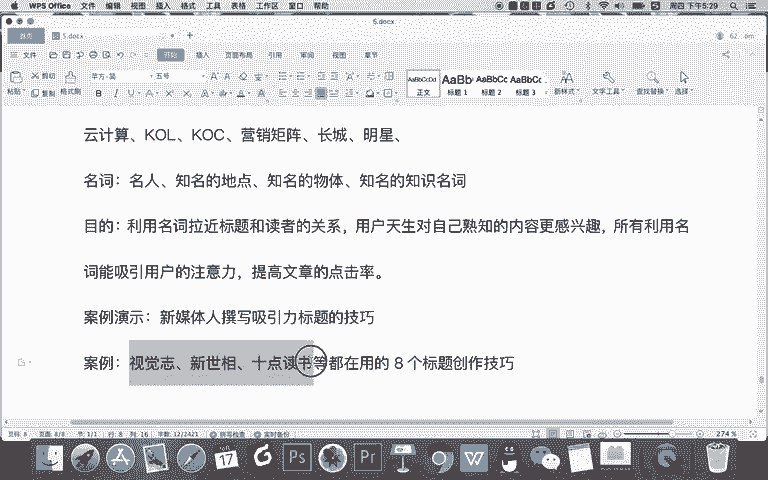 WPS Office 文件 编辑 视图 插入 格式 工具 表格 工作区 窗口 帮助
周四 下午5:29
5.docx
首页 5.docx
文件 开始 插入 页面布局 引用 审阅 视图 章节
粘贴 剪切 复制 格式刷 五号 AaBbCcDd AaBb AaBbCc AaBbCc
正文 标题 1 标题 2 标题 3 新样式 文字工具 查找替换 选择
云计算、KOL、KOC、营销矩阵、长城、明星、
名词：名人、知名的地点、知名的物体、知名的知识名词
目的：利用名词拉近标题和读者的关系，用户天生对自己熟知的内容更感兴趣，所有利用名
词能吸引用户的注意力，提高文章的点击率。
案例演示：新媒体人撰写吸引力标题的技巧
案例：视觉志、新世相、十点读书等都在用的 8 个标题创作技巧
页码: 8 页面: 8/8 节: 1/1 行: 8 列: 16 字数: 12/2421 拼写检查 实时备份 274 %
17 Ps Pr